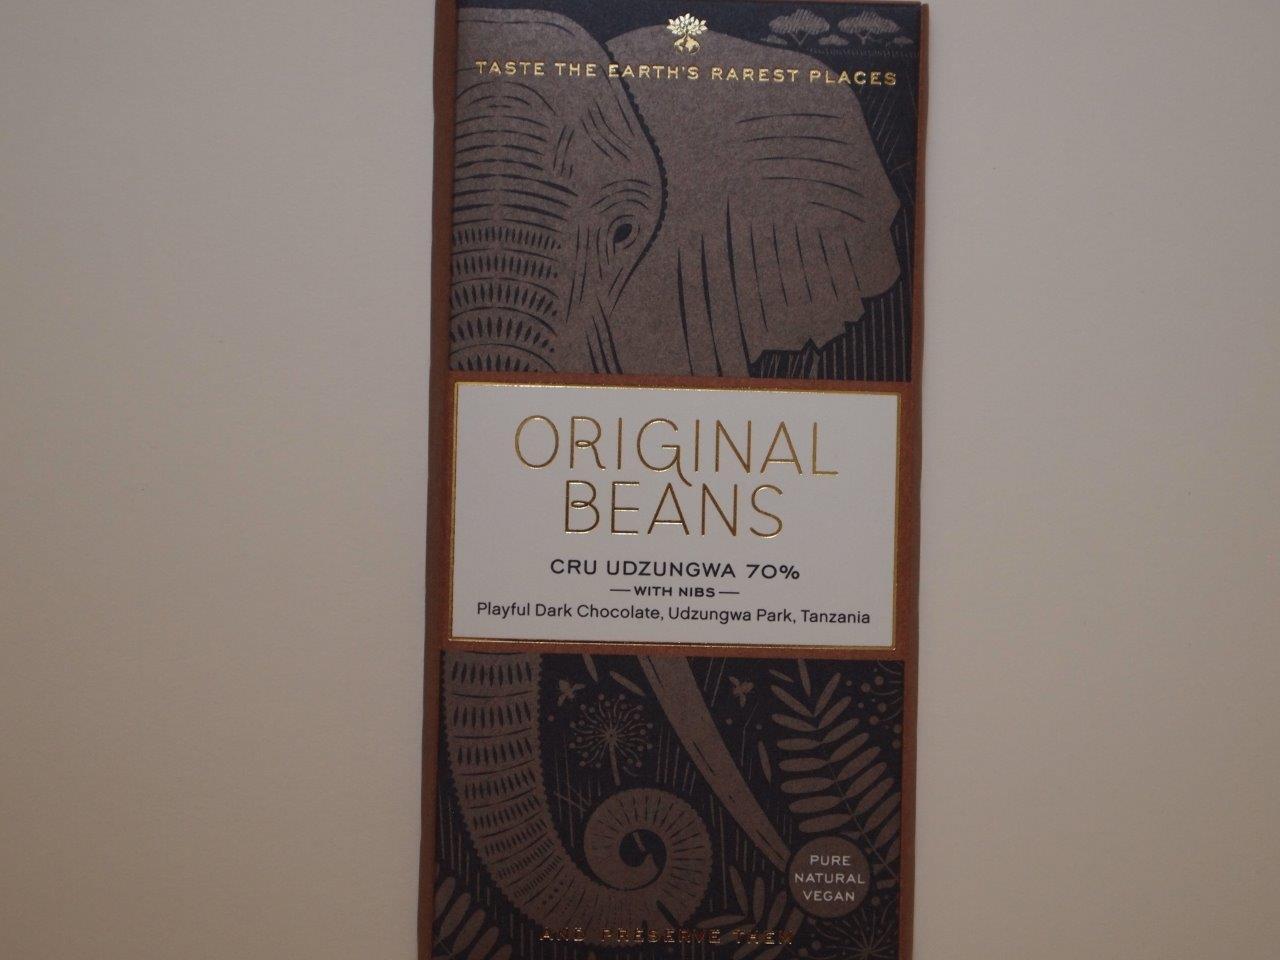 TASTE THE EARTH'S RAREST PLACES
ORIGINAL
BEANS
CRU UDZUNGWA 70%
WITH NIBS
Playful Dark Chocolate, Udzungwa Park, Tanzania
PURE
NATURAL
VEGAN
AND PRESERVE THEM